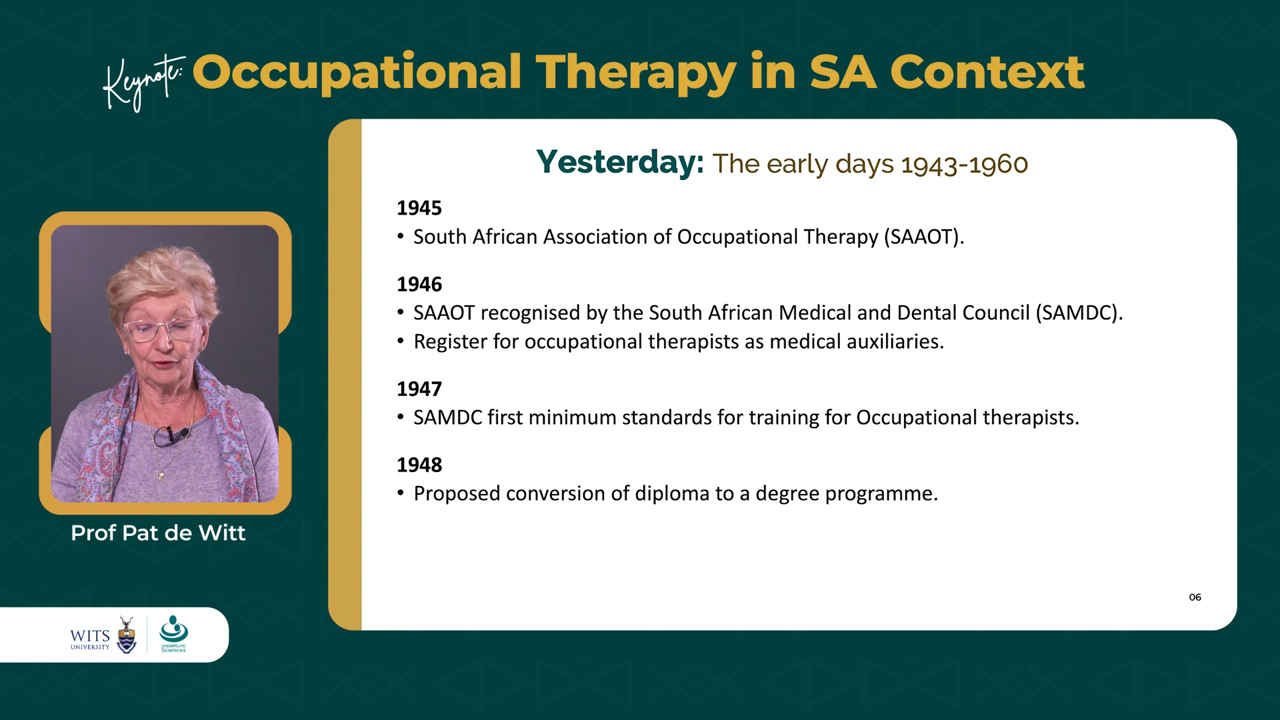 Keynote: Occupational Therapy in SA Context
Yesterday: The early days 1943-1960
1945
• South African Association of Occupational Therapy (SAAOT).
1946
• SAAOT recognised by the South African Medical and Dental Council (SAMDC).
• Register for occupational therapists as medical auxiliaries.
1947
• SAMDC first minimum standards for training for Occupational therapists.
1948
• Proposed conversion of diploma to a degree programme.
06
Prof Pat de Witt
WITS
UNIVERSITY
THERAPEUTIC
Sciences